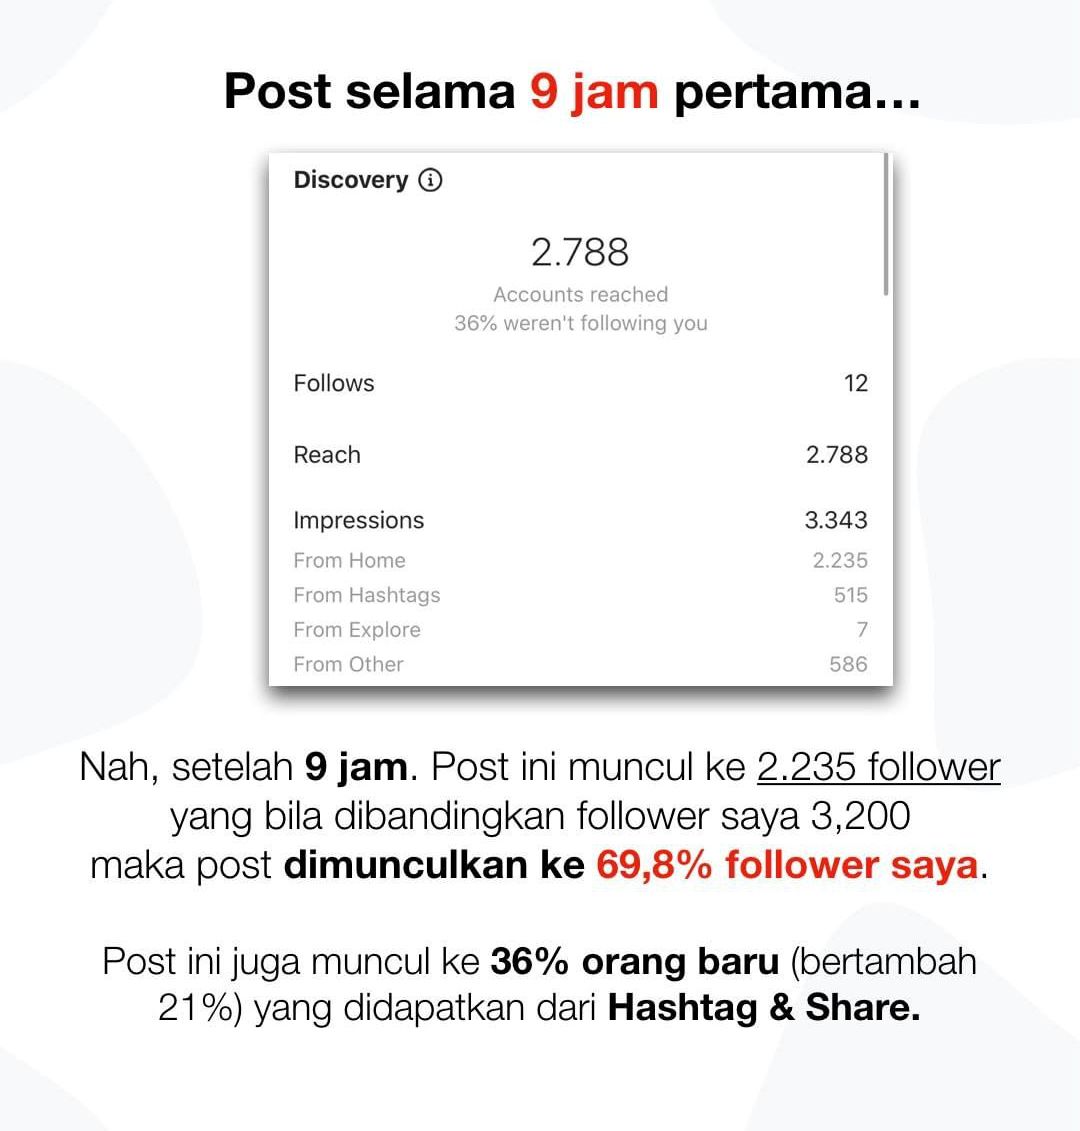 Post selama 9 jam pertama...
Discovery
2.788
Accounts reached
36% weren't following you
Follows 12
Reach 2.788
Impressions 3.343
From Home 2.235
From Hashtags 515
From Explore 7
From Other 586
Nah, setelah 9 jam. Post ini muncul ke 2.235 follower
yang bila dibandingkan follower saya 3,200
maka post dimunculkan ke 69,8% follower saya.
Post ini juga muncul ke 36% orang baru (bertambah
21%) yang didapatkan dari Hashtag & Share.